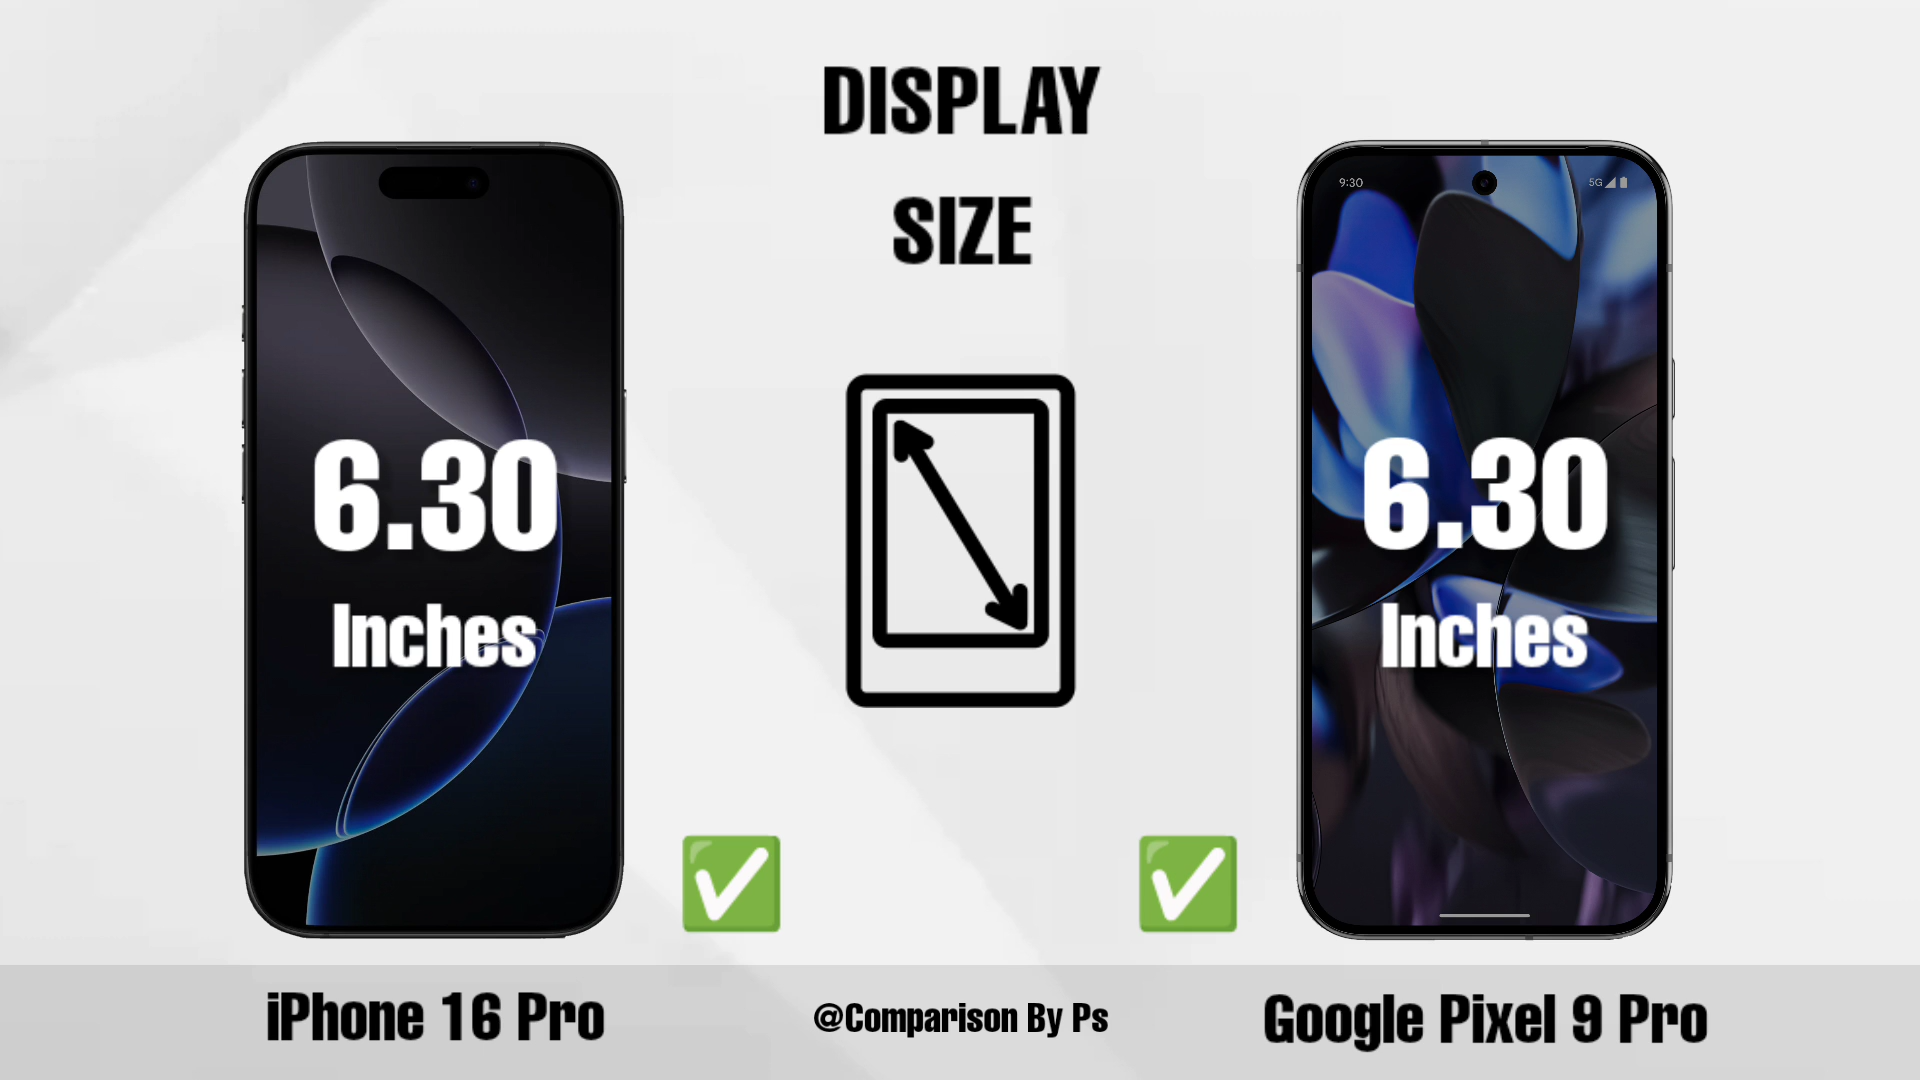 DISPLAY
SIZE
9:30
5G
6.30
Inches
6.30
Inches
iPhone 16 Pro
@Comparison By Ps
Google Pixel 9 Pro